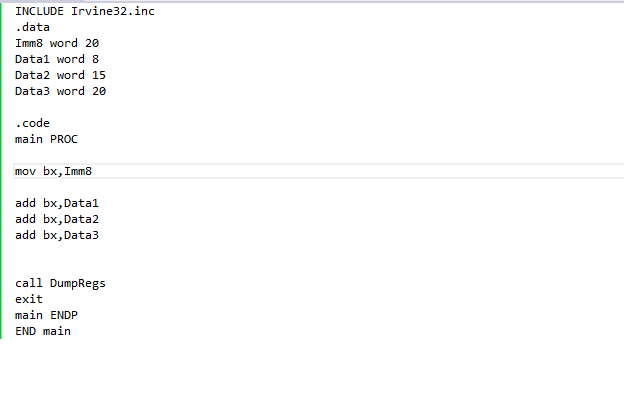 INCLUDE Irvine32.inc
.data
Imm8 word 20
Data1 word 8
Data2 word 15
Data3 word 20
.code
main PROC
mov bx,Imm8
add bx,Data1
add bx,Data2
add bx,Data3
call DumpRegs
exit
main ENDP
END main